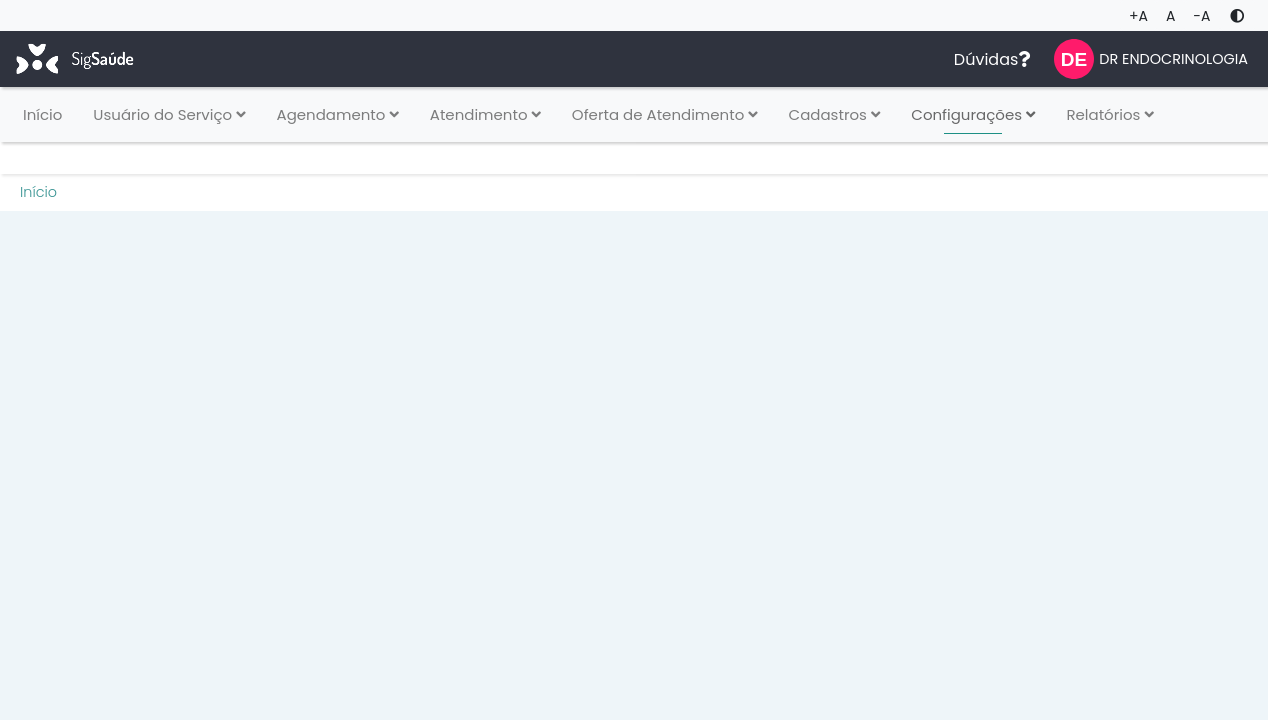 +A A -A
SigSaúde Dúvidas? DE DR ENDOCRINOLOGIA
Início Usuário do Serviço Agendamento Atendimento Oferta de Atendimento Cadastros Configurações Relatórios
Início